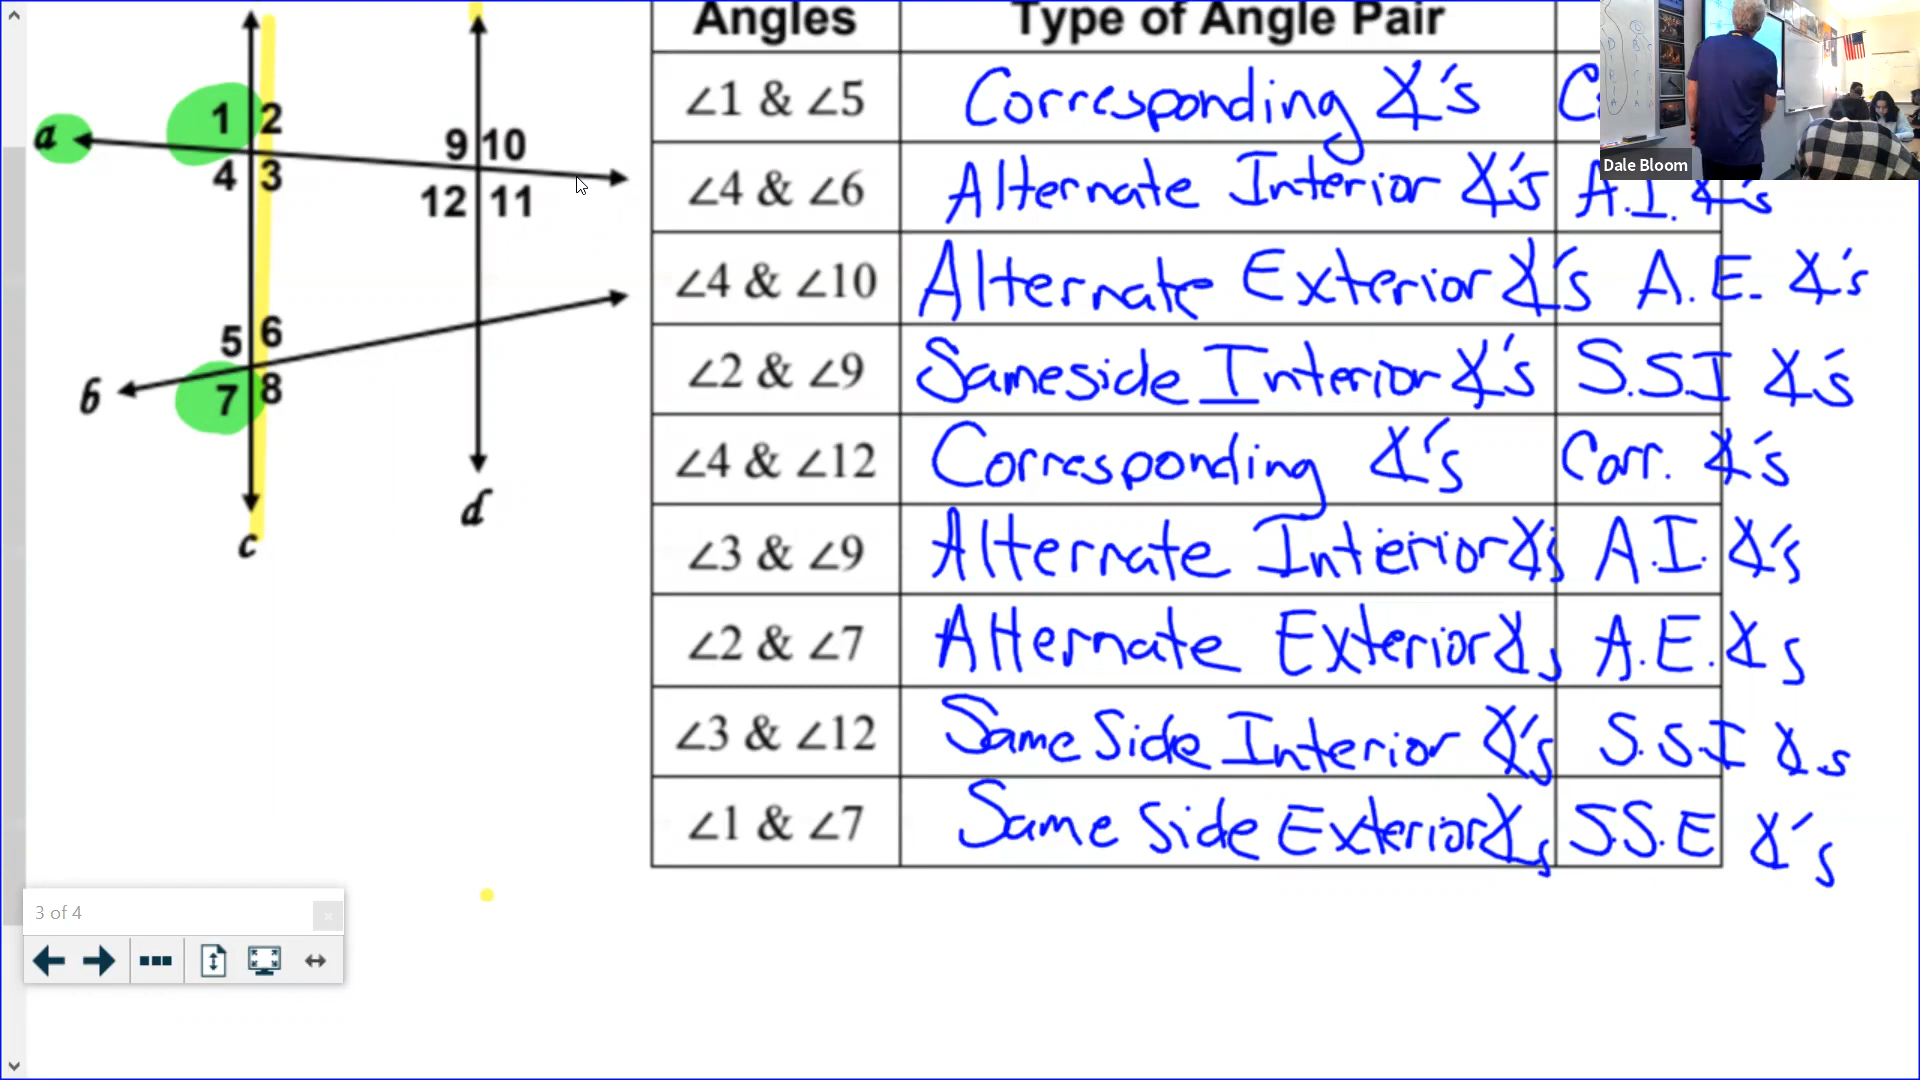 Angles Type of Angle Pair
∠1 & ∠5 Corresponding ∡'s C
∠4 & ∠6 Alternate Interior ∡'s A.I. ∡'s
∠4 & ∠10 Alternate Exterior ∡'s A.E. ∡'s
∠2 & ∠9 Sameside Interior ∡'s S.S.I ∡'s
∠4 & ∠12 Corresponding ∡'s Corr. ∡'s
∠3 & ∠9 Alternate Interior ∡s A.I. ∡'s
∠2 & ∠7 Alternate Exterior ∡s A.E. ∡s
∠3 & ∠12 Same Side Interior ∡'s S.S.I ∡s
∠1 & ∠7 Same Side Exterior ∡s S.S.E ∡'s
1 2
a
9 10
4 3
12 11
5 6
b
7 8
d
c
Dale Bloom
3 of 4